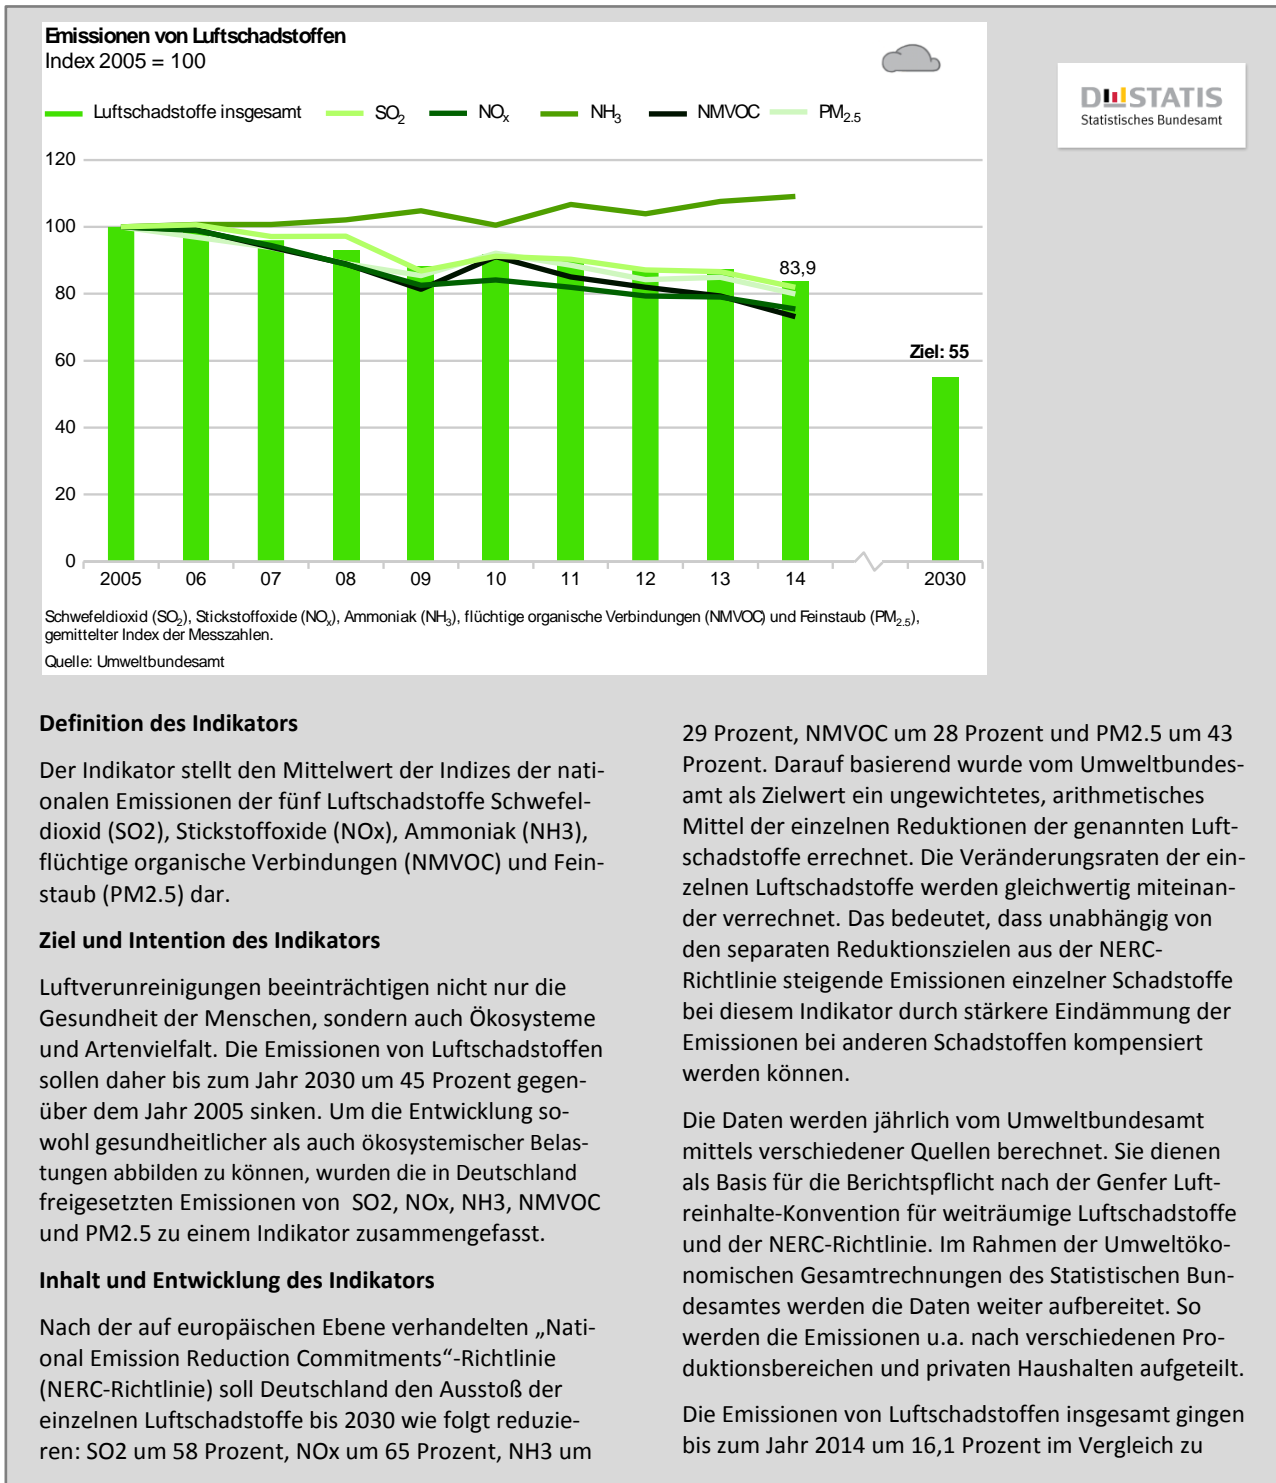 Emissionen von Luftschadstoffen
Index 2005 = 100
DESTATIS
Statistisches Bundesamt
Luftschadstoffe insgesamt SO2 NOx NH3 NMVOC PM2.5
120
100
80
60
40
20
0
83,9
Ziel: 55
2005 06 07 08 09 10 11 12 13 14 2030
Schwefeldioxid (SO2), Stickstoffoxide (NOx), Ammoniak (NH3), flüchtige organische Verbindungen (NMVOC) und Feinstaub (PM2.5),
gemittelter Index der Messzahlen.
Quelle: Umweltbundesamt
Definition des Indikators
Der Indikator stellt den Mittelwert der Indizes der nati-
onalen Emissionen der fünf Luftschadstoffe Schwefel-
dioxid (SO2), Stickstoffoxide (NOx), Ammoniak (NH3),
flüchtige organische Verbindungen (NMVOC) und Fein-
staub (PM2.5) dar.
Ziel und Intention des Indikators
Luftverunreinigungen beeinträchtigen nicht nur die
Gesundheit der Menschen, sondern auch Ökosysteme
und Artenvielfalt. Die Emissionen von Luftschadstoffen
sollen daher bis zum Jahr 2030 um 45 Prozent gegen-
über dem Jahr 2005 sinken. Um die Entwicklung so-
wohl gesundheitlicher als auch ökosystemischer Belas-
tungen abbilden zu können, wurden die in Deutschland
freigesetzten Emissionen von SO2, NOx, NH3, NMVOC
und PM2.5 zu einem Indikator zusammengefasst.
Inhalt und Entwicklung des Indikators
Nach der auf europäischen Ebene verhandelten „Nati-
onal Emission Reduction Commitments“-Richtlinie
(NERC-Richtlinie) soll Deutschland den Ausstoß der
einzelnen Luftschadstoffe bis 2030 wie folgt reduzie-
ren: SO2 um 58 Prozent, NOx um 65 Prozent, NH3 um
29 Prozent, NMVOC um 28 Prozent und PM2.5 um 43
Prozent. Darauf basierend wurde vom Umweltbundes-
amt als Zielwert ein ungewichtetes, arithmetisches
Mittel der einzelnen Reduktionen der genannten Luft-
schadstoffe errechnet. Die Veränderungsraten der ein-
zelnen Luftschadstoffe werden gleichwertig miteinan-
der verrechnet. Das bedeutet, dass unabhängig von
den separaten Reduktionszielen aus der NERC-
Richtlinie steigende Emissionen einzelner Schadstoffe
bei diesem Indikator durch stärkere Eindämmung der
Emissionen bei anderen Schadstoffen kompensiert
werden können.
Die Daten werden jährlich vom Umweltbundesamt
mittels verschiedener Quellen berechnet. Sie dienen
als Basis für die Berichtspflicht nach der Genfer Luft-
reinhalte-Konvention für weiträumige Luftschadstoffe
und der NERC-Richtlinie. Im Rahmen der Umweltöko-
nomischen Gesamtrechnungen des Statistischen Bun-
desamtes werden die Daten weiter aufbereitet. So
werden die Emissionen u.a. nach verschiedenen Pro-
duktionsbereichen und privaten Haushalten aufgeteilt.
Die Emissionen von Luftschadstoffen insgesamt gingen
bis zum Jahr 2014 um 16,1 Prozent im Vergleich zu